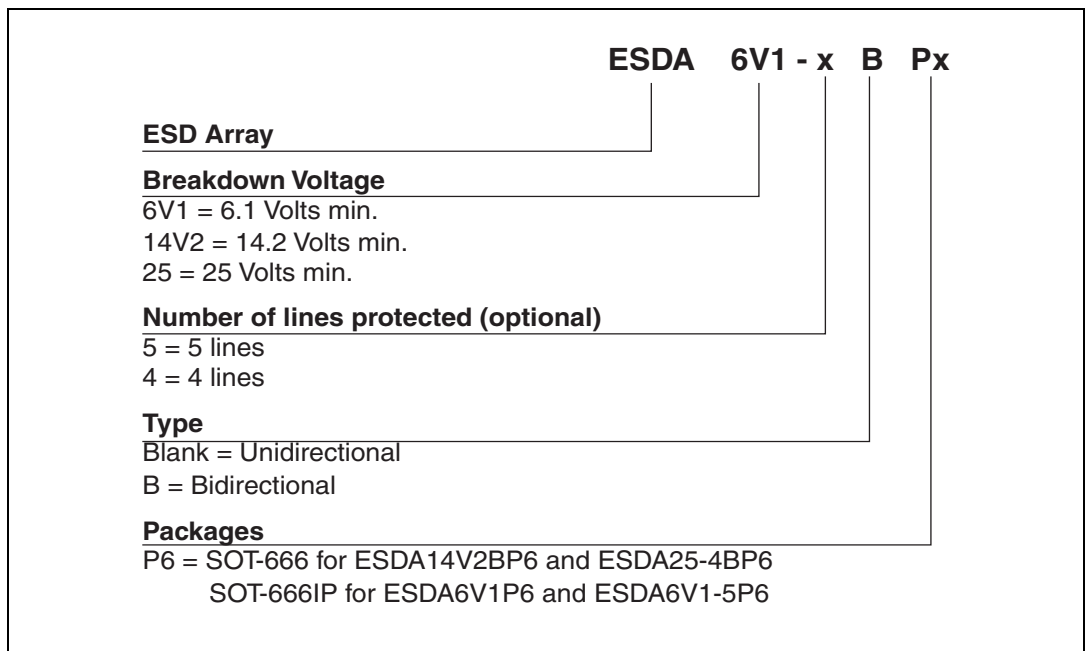 ESDA 6V1 - x B Px
ESD Array
Breakdown Voltage
6V1 = 6.1 Volts min.
14V2 = 14.2 Volts min.
25 = 25 Volts min.
Number of lines protected (optional)
5 = 5 lines
4 = 4 lines
Type
Blank = Unidirectional
B = Bidirectional
Packages
P6 = SOT-666 for ESDA14V2BP6 and ESDA25-4BP6
SOT-666IP for ESDA6V1P6 and ESDA6V1-5P6